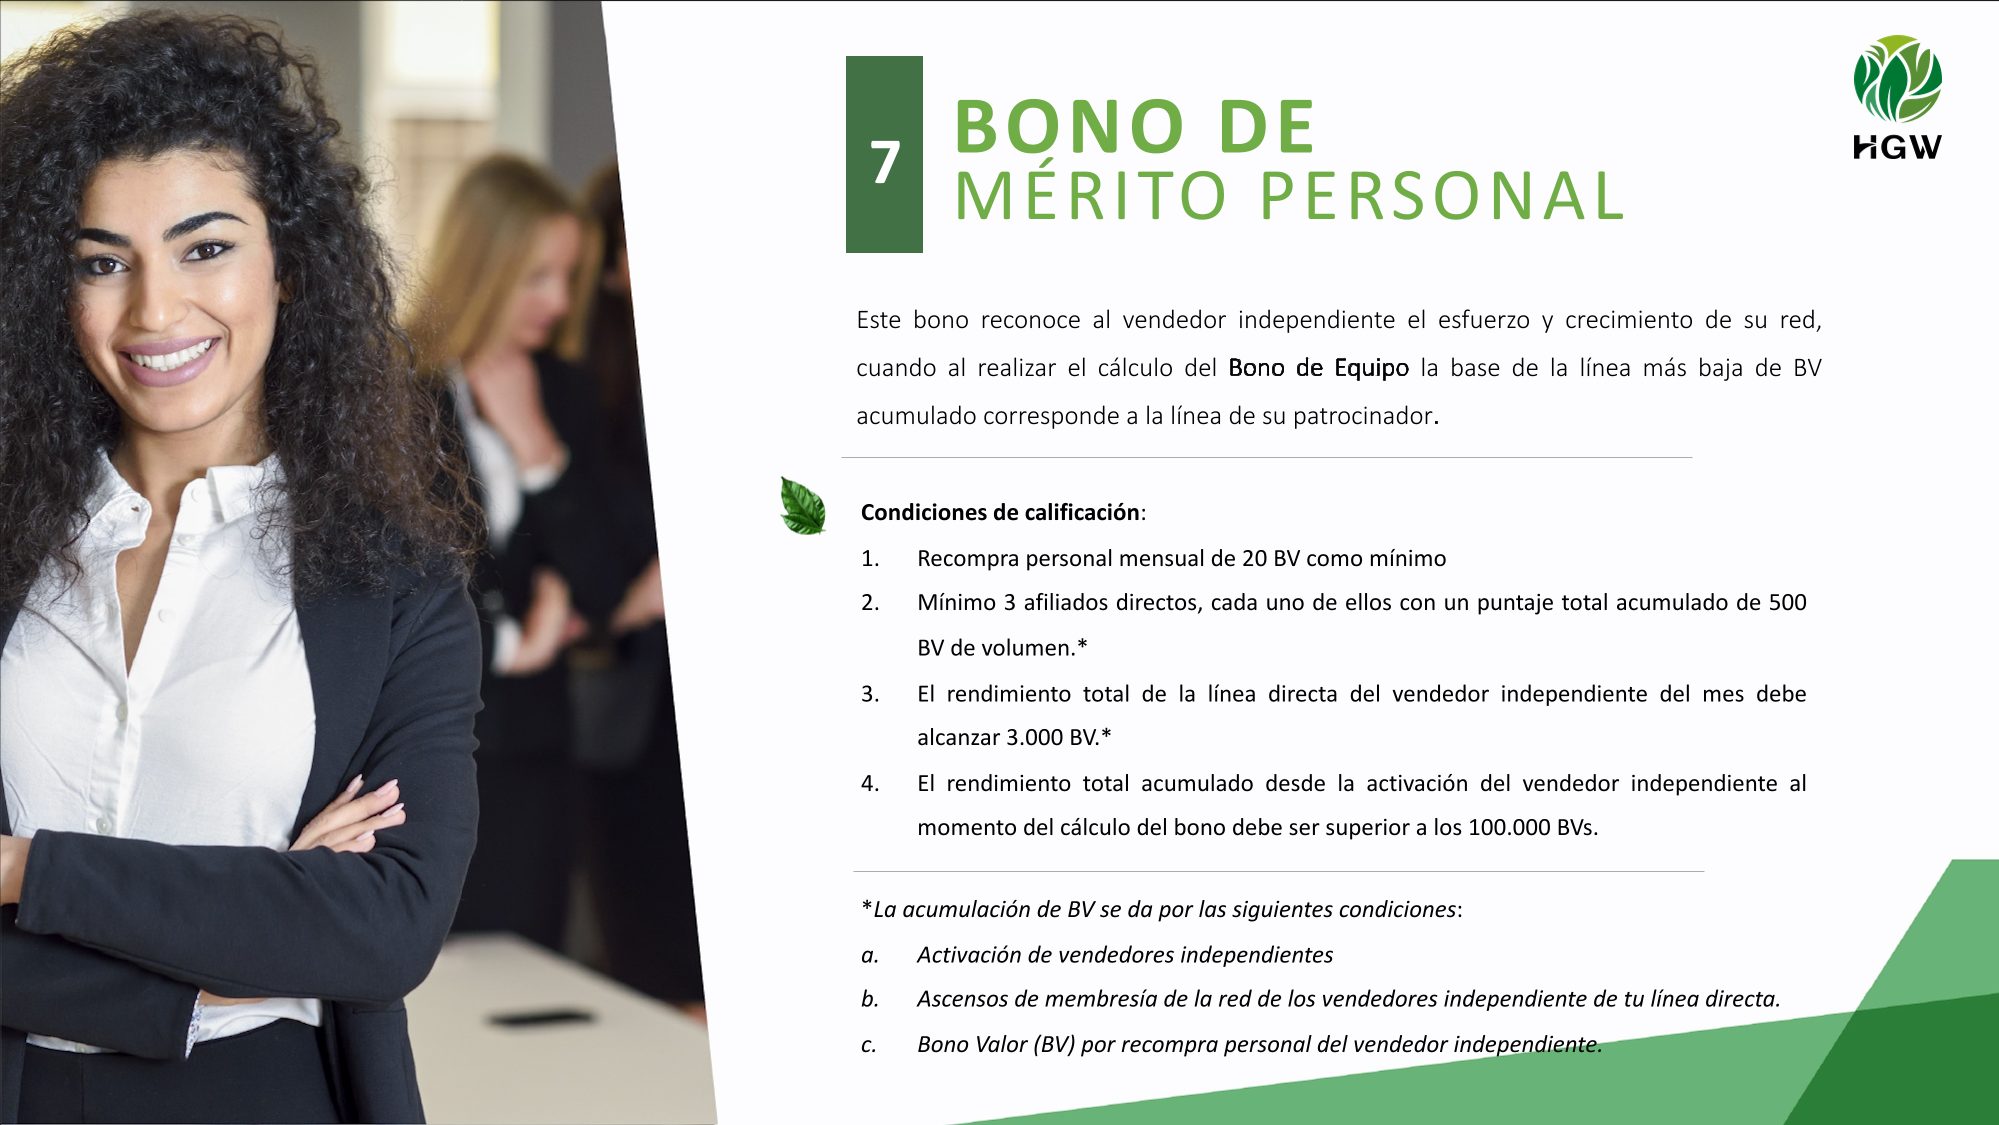 7
BONO DE
MÉRITO PERSONAL
HGW
Este bono reconoce al vendedor independiente el esfuerzo y crecimiento de su red,
cuando al realizar el cálculo del Bono de Equipo la base de la línea más baja de BV
acumulado corresponde a la línea de su patrocinador.
Condiciones de calificación:
1. Recompra personal mensual de 20 BV como mínimo
2. Mínimo 3 afiliados directos, cada uno de ellos con un puntaje total acumulado de 500
BV de volumen.*
3. El rendimiento total de la línea directa del vendedor independiente del mes debe
alcanzar 3.000 BV.*
4. El rendimiento total acumulado desde la activación del vendedor independiente al
momento del cálculo del bono debe ser superior a los 100.000 BVs.
*La acumulación de BV se da por las siguientes condiciones:
a. Activación de vendedores independientes
b. Ascensos de membresía de la red de los vendedores independiente de tu línea directa.
c. Bono Valor (BV) por recompra personal del vendedor independiente.